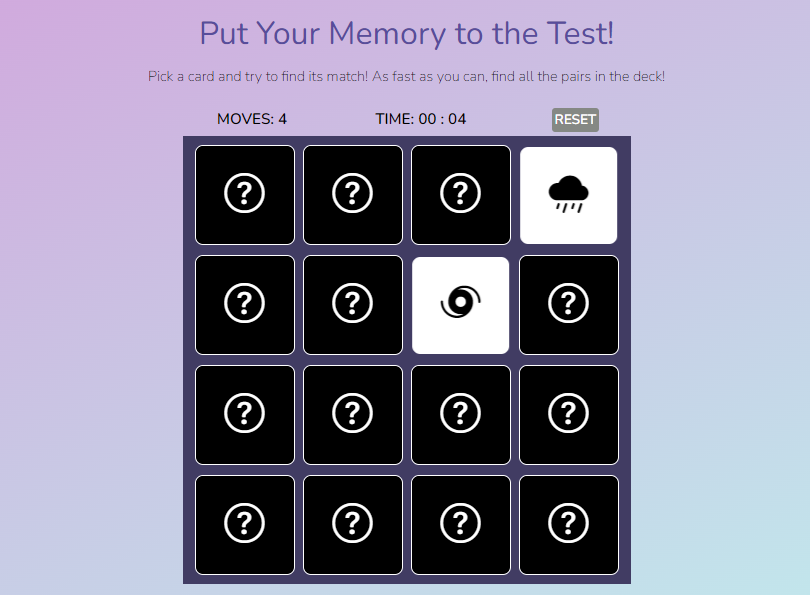 Put Your Memory to the Test!
Pick a card and try to find its match! As fast as you can, find all the pairs in the deck!
MOVES: 4 TIME: 00 : 04 RESET
? ? ?
? ? ?
? ? ? ?
? ? ? ?